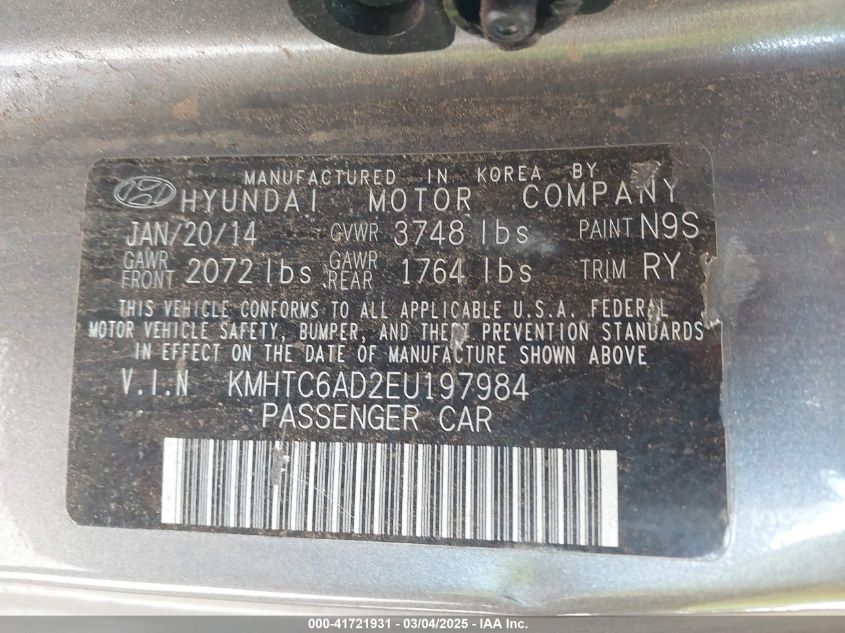 MANUFACTURED IN KOREA BY
HYUNDAI MOTOR COMPANY
JAN/20/14 GVWR 3748 lbs PAINT N9S
GAWR FRONT 2072 lbs GAWR REAR 1764 lbs TRIM RY
THIS VEHICLE CONFORMS TO ALL APPLICABLE U.S.A. FEDERAL
MOTOR VEHICLE SAFETY, BUMPER, AND THEFT PREVENTION STANDARDS
IN EFFECT ON THE DATE OF MANUFACTURE SHOWN ABOVE
V.I.N KMHTC6AD2EU197984
PASSENGER CAR
000-41721931 - 03/04/2025 - IAA